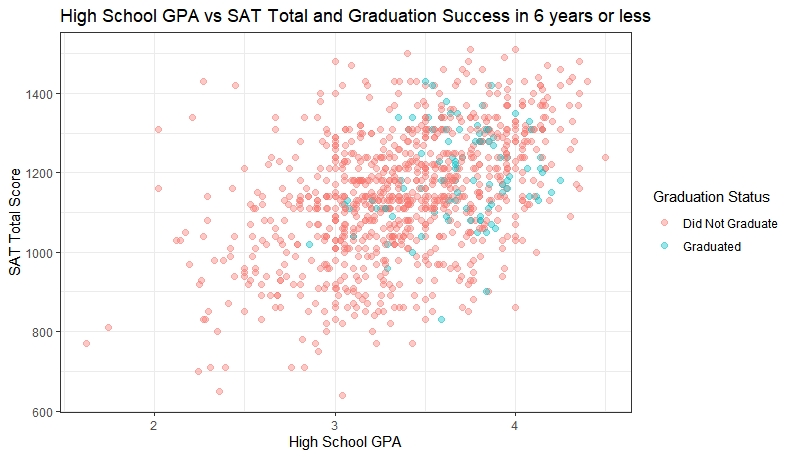 High School GPA vs SAT Total and Graduation Success in 6 years or less
1400
1200
1000
800
600
SAT Total Score
2 3 4
High School GPA
Graduation Status
Did Not Graduate
Graduated